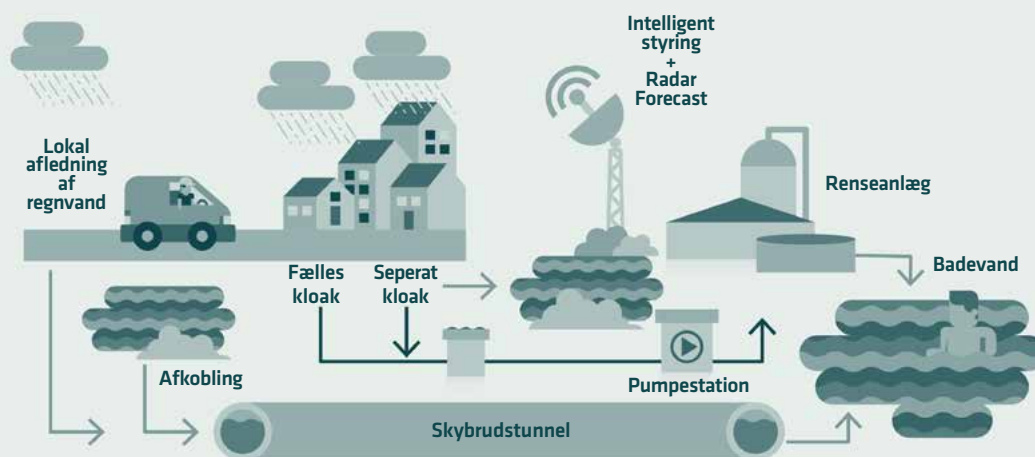 Intelligent
styring
+
Radar
Forecast
Lokal
afledning
af
regnvand
Renseanlæg
Fælles
kloak
Seperat
kloak
Badevand
Afkobling
Pumpestation
Skybrudstunnel